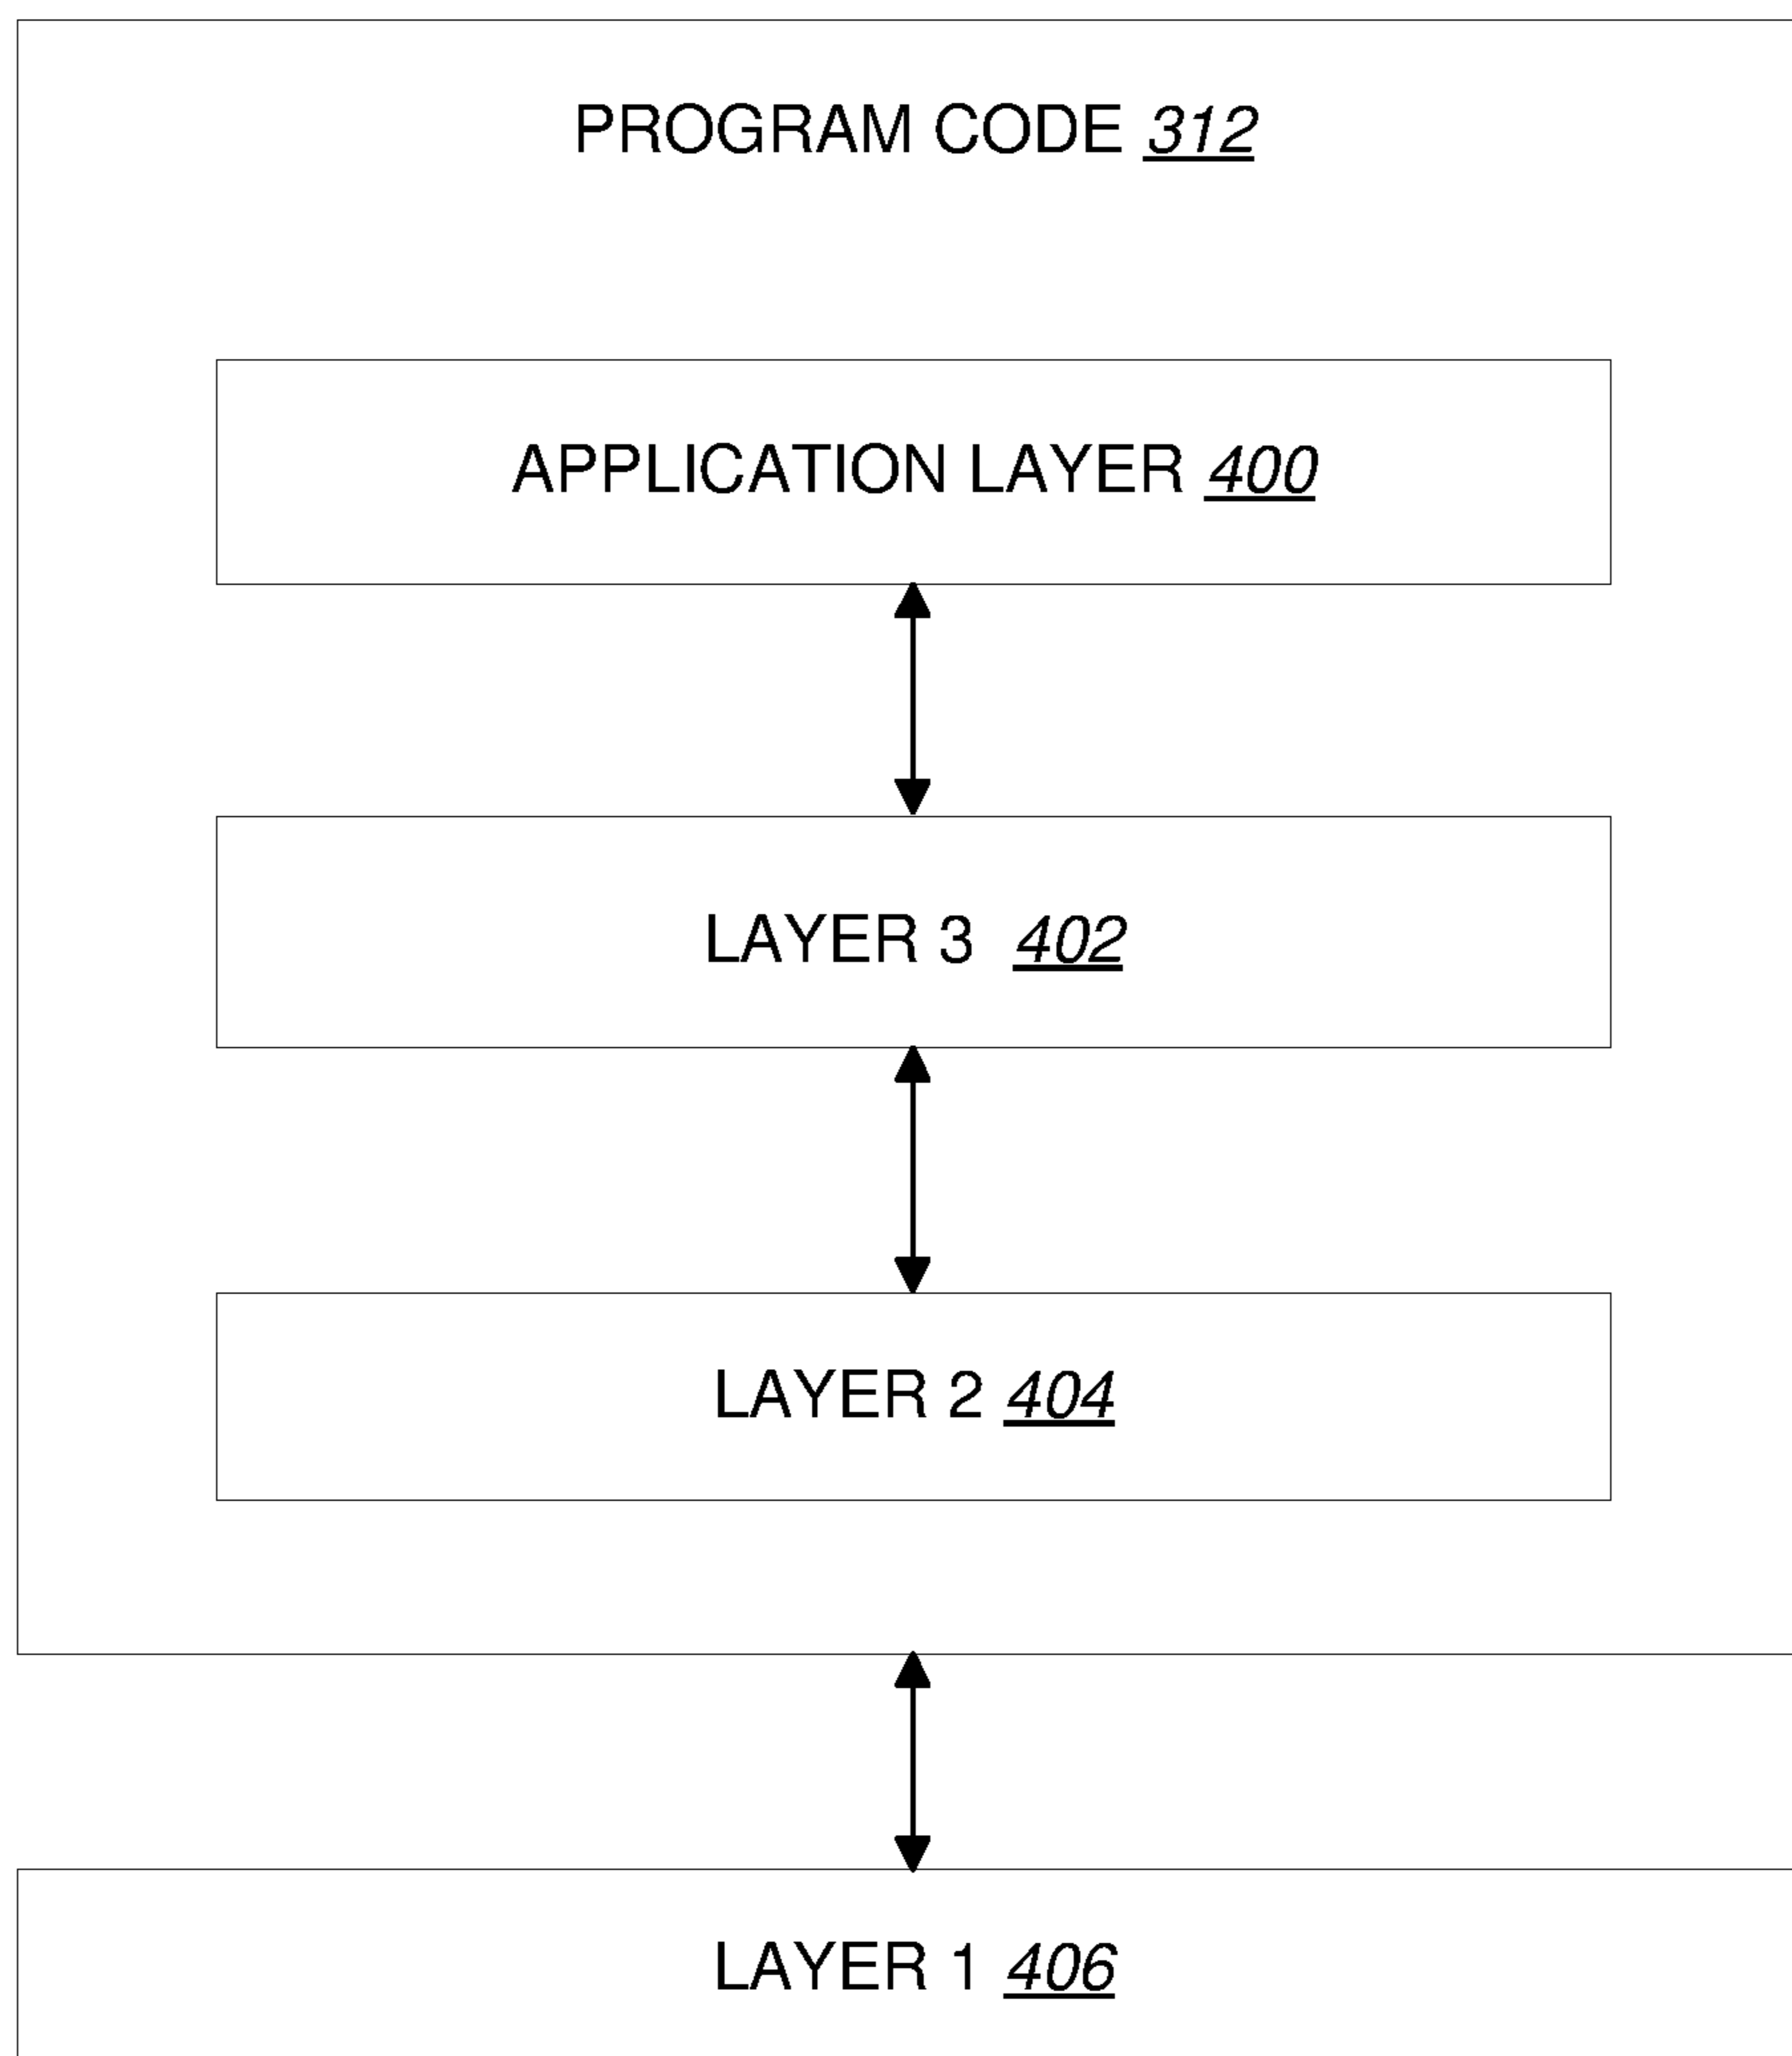 PROGRAM CODE 312
APPLICATION LAYER 400
LAYER 3 402
LAYER 2 404
LAYER 1 406